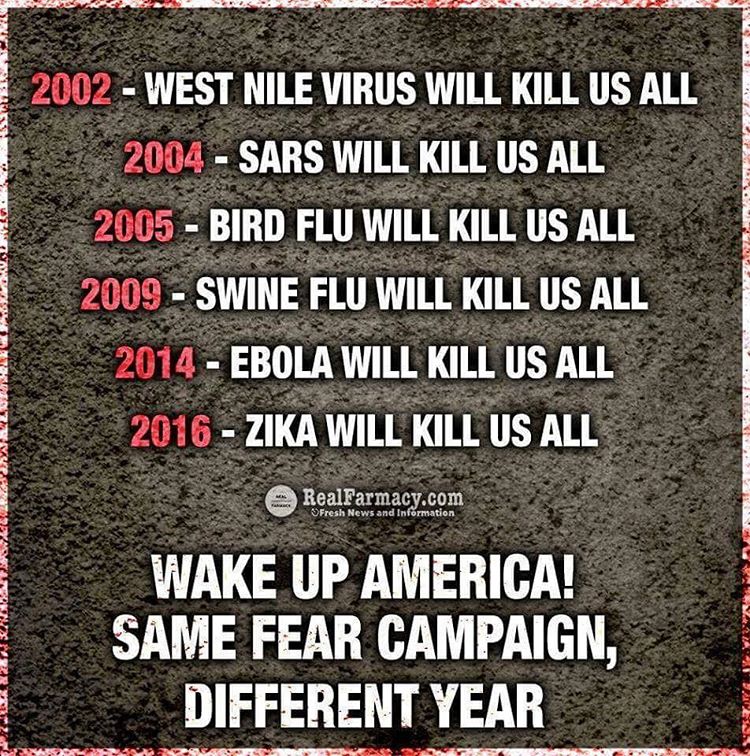 2002 - WEST NILE VIRUS WILL KILL US ALL
2004 - SARS WILL KILL US ALL
2005 - BIRD FLU WILL KILL US ALL
2009 - SWINE FLU WILL KILL US ALL
2014 - EBOLA WILL KILL US ALL
2016 - ZIKA WILL KILL US ALL
REAL
FARMACY
RealFarmacy.com
Fresh News and Information
WAKE UP AMERICA!
SAME FEAR CAMPAIGN,
DIFFERENT YEAR